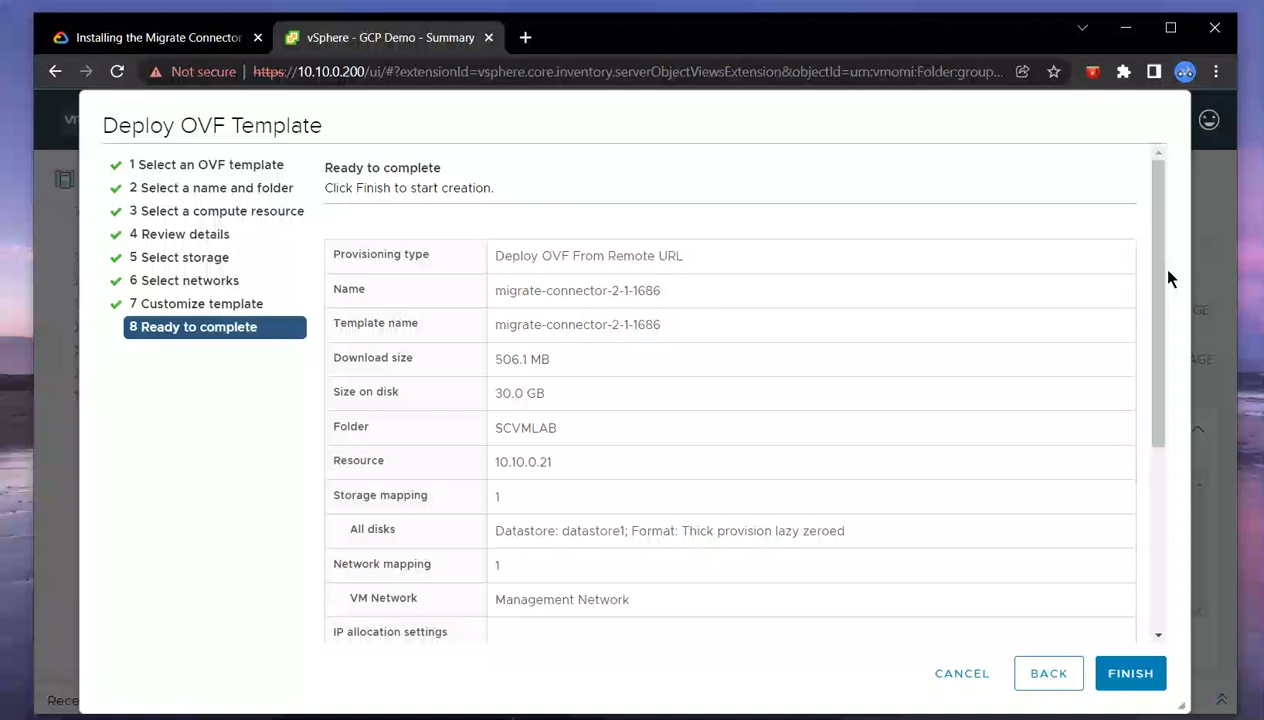 Installing the Migrate Connector
vSphere - GCP Demo - Summary
Not secure
https://10.10.0.200/ui/#?extensionId=vsphere.core.inventory.serverObjectViewsExtension&objectId=urn:vmomi:Folder:group...
vm
Deploy OVF Template
1 Select an OVF template
2 Select a name and folder
3 Select a compute resource
4 Review details
5 Select storage
6 Select networks
7 Customize template
8 Ready to complete
Ready to complete
Click Finish to start creation.
Provisioning type Deploy OVF From Remote URL
Name migrate-connector-2-1-1686
Template name migrate-connector-2-1-1686
Download size 506.1 MB
Size on disk 30.0 GB
Folder SCVMLAB
Resource 10.10.0.21
Storage mapping 1
All disks Datastore: datastore1; Format: Thick provision lazy zeroed
Network mapping 1
VM Network Management Network
IP allocation settings
CANCEL BACK FINISH
Rece